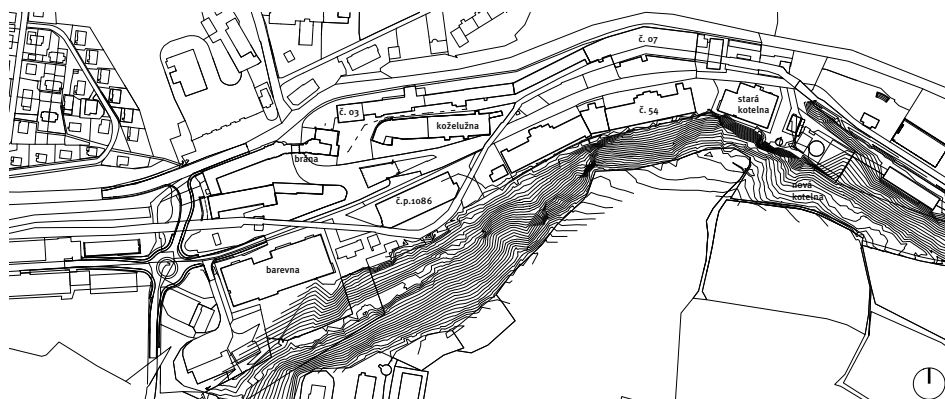 č. 07
č. 03
koželužna
č. 54
stará
kotelna
brána
č.p.1086
nová
kotelna
barevna